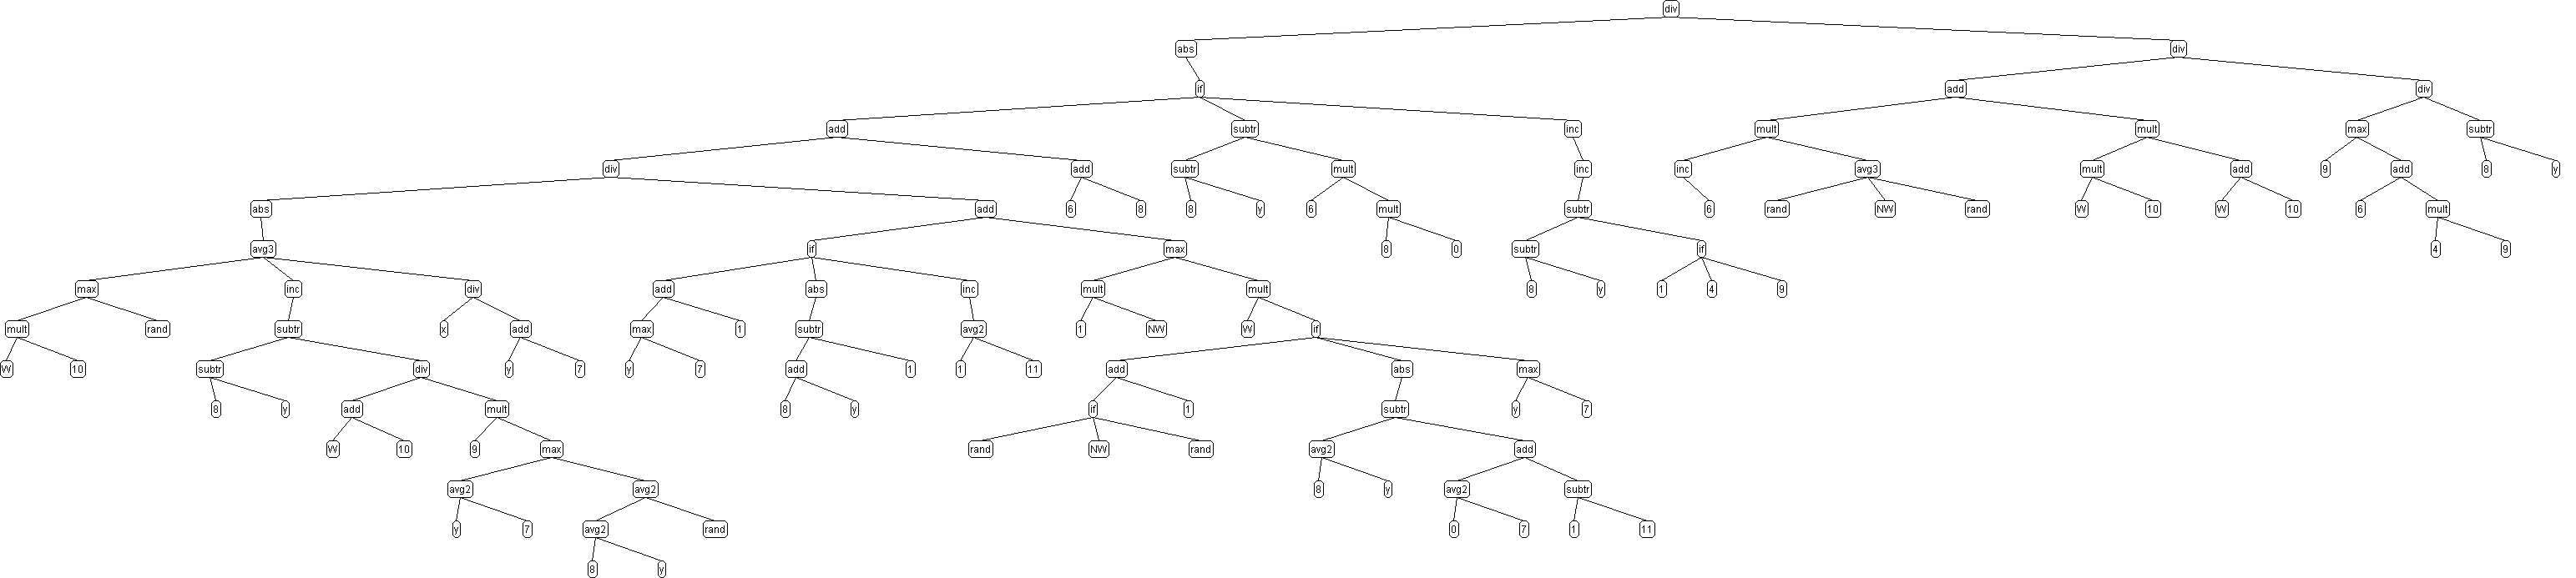 div
abs div
if add div
add subtr inc mult mult max subtr
div add subtr mult inc inc avg3 mult add 9 add 8 y
abs add 6 8 8 y 6 mult subtr 6 rand NW rand W 10 W 10 6 mult
avg3 if max 8 0 subtr if 4 9
max inc div add abs inc mult mult 8 y 1 4 9
mult rand subtr x add max 1 subtr avg2 1 NW W if
W 10 subtr div y 7 y 7 add 1 1 11 add abs max
8 y add mult 8 y if 1 subtr y 7
W 10 9 max rand NW rand avg2 add
avg2 avg2 8 y avg2 subtr
y 7 avg2 rand 0 7 1 11
8 y